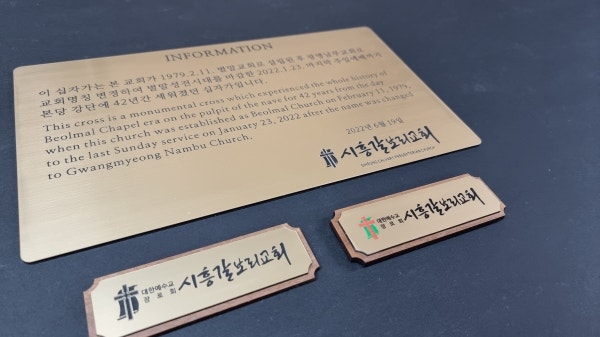 INFORMATION
이 십자가는 본 교회가 1979.2.11. 벌말교회로 설립된 후 광명남부교회로
교회명칭 변경하여 벌말성전시대를 마감한 2022.1.23. 마지막 주일예배까지
본당 강단에 42년간 세워졌던 십자가입니다.
This cross is a monumental cross which experienced the whole history of
Beolmal Chapel era on the pulpit of the nave for 42 years from the day
when this church was established as Beolmal Church on February 11, 1979,
to the last Sunday service on January 23, 2022 after the name was changed
to Gwangmyeong Nambu Church.
2022년 6월 19일
시흥갈보리교회
SIHEUNG CALVARY PRESBYTERIAN CHURCH
대한예수교
장로회
시흥갈보리교회
대한예수교
장로회
시흥갈보리교회